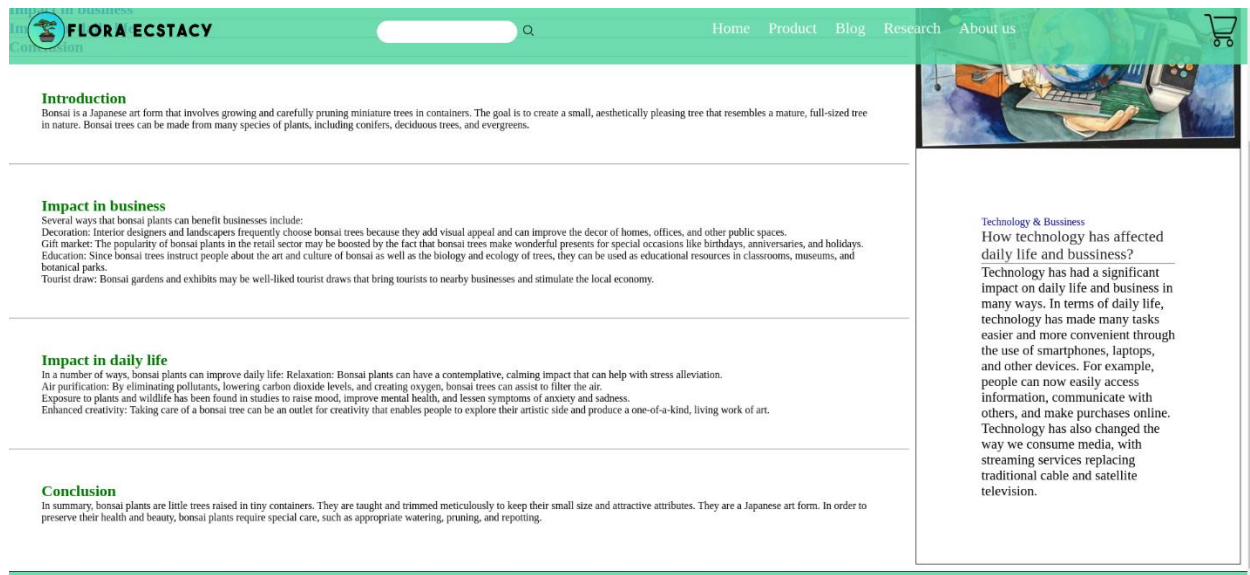 Impact in business
Impact in daily life
Conclusion
FLORA ECSTACY
Home Product Blog Research About us
Introduction
Bonsai is a Japanese art form that involves growing and carefully pruning miniature trees in containers. The goal is to create a small, aesthetically pleasing tree that resembles a mature, full-sized tree
in nature. Bonsai trees can be made from many species of plants, including conifers, deciduous trees, and evergreens.
Impact in business
Several ways that bonsai plants can benefit businesses include:
Decoration: Interior designers and landscapers frequently choose bonsai trees because they add visual appeal and can improve the decor of homes, offices, and other public spaces.
Gift market: The popularity of bonsai plants in the retail sector may be boosted by the fact that bonsai trees make wonderful presents for special occasions like birthdays, anniversaries, and holidays.
Education: Since bonsai trees instruct people about the art and culture of bonsai as well as the biology and ecology of trees, they can be used as educational resources in classrooms, museums, and
botanical parks.
Tourist draw: Bonsai gardens and exhibits may be well-liked tourist draws that bring tourists to nearby businesses and stimulate the local economy.
Impact in daily life
In a number of ways, bonsai plants can improve daily life: Relaxation: Bonsai plants can have a contemplative, calming impact that can help with stress alleviation.
Air purification: By eliminating pollutants, lowering carbon dioxide levels, and creating oxygen, bonsai trees can assist to filter the air.
Exposure to plants and wildlife has been found in studies to raise mood, improve mental health, and lessen symptoms of anxiety and sadness.
Enhanced creativity: Taking care of a bonsai tree can be an outlet for creativity that enables people to explore their artistic side and produce a one-of-a-kind, living work of art.
Conclusion
In summary, bonsai plants are little trees raised in tiny containers. They are taught and trimmed meticulously to keep their small size and attractive attributes. They are a Japanese art form. In order to
preserve their health and beauty, bonsai plants require special care, such as appropriate watering, pruning, and repotting.
Technology & Bussiness
How technology has affected
daily life and bussiness?
Technology has had a significant
impact on daily life and business in
many ways. In terms of daily life,
technology has made many tasks
easier and more convenient through
the use of smartphones, laptops,
and other devices. For example,
people can now easily access
information, communicate with
others, and make purchases online.
Technology has also changed the
way we consume media, with
streaming services replacing
traditional cable and satellite
television.